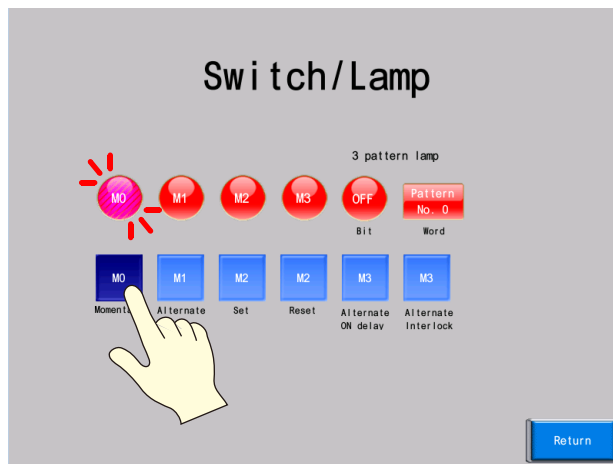 Switch/Lamp
3 pattern lamp
M0 M1 M2 M3 OFF Pattern
No. 0
Bit Word
M0 M1 M2 M2 M3 M3
Alternate Set Reset Alternate Alternate
ON delay Interlock
Return